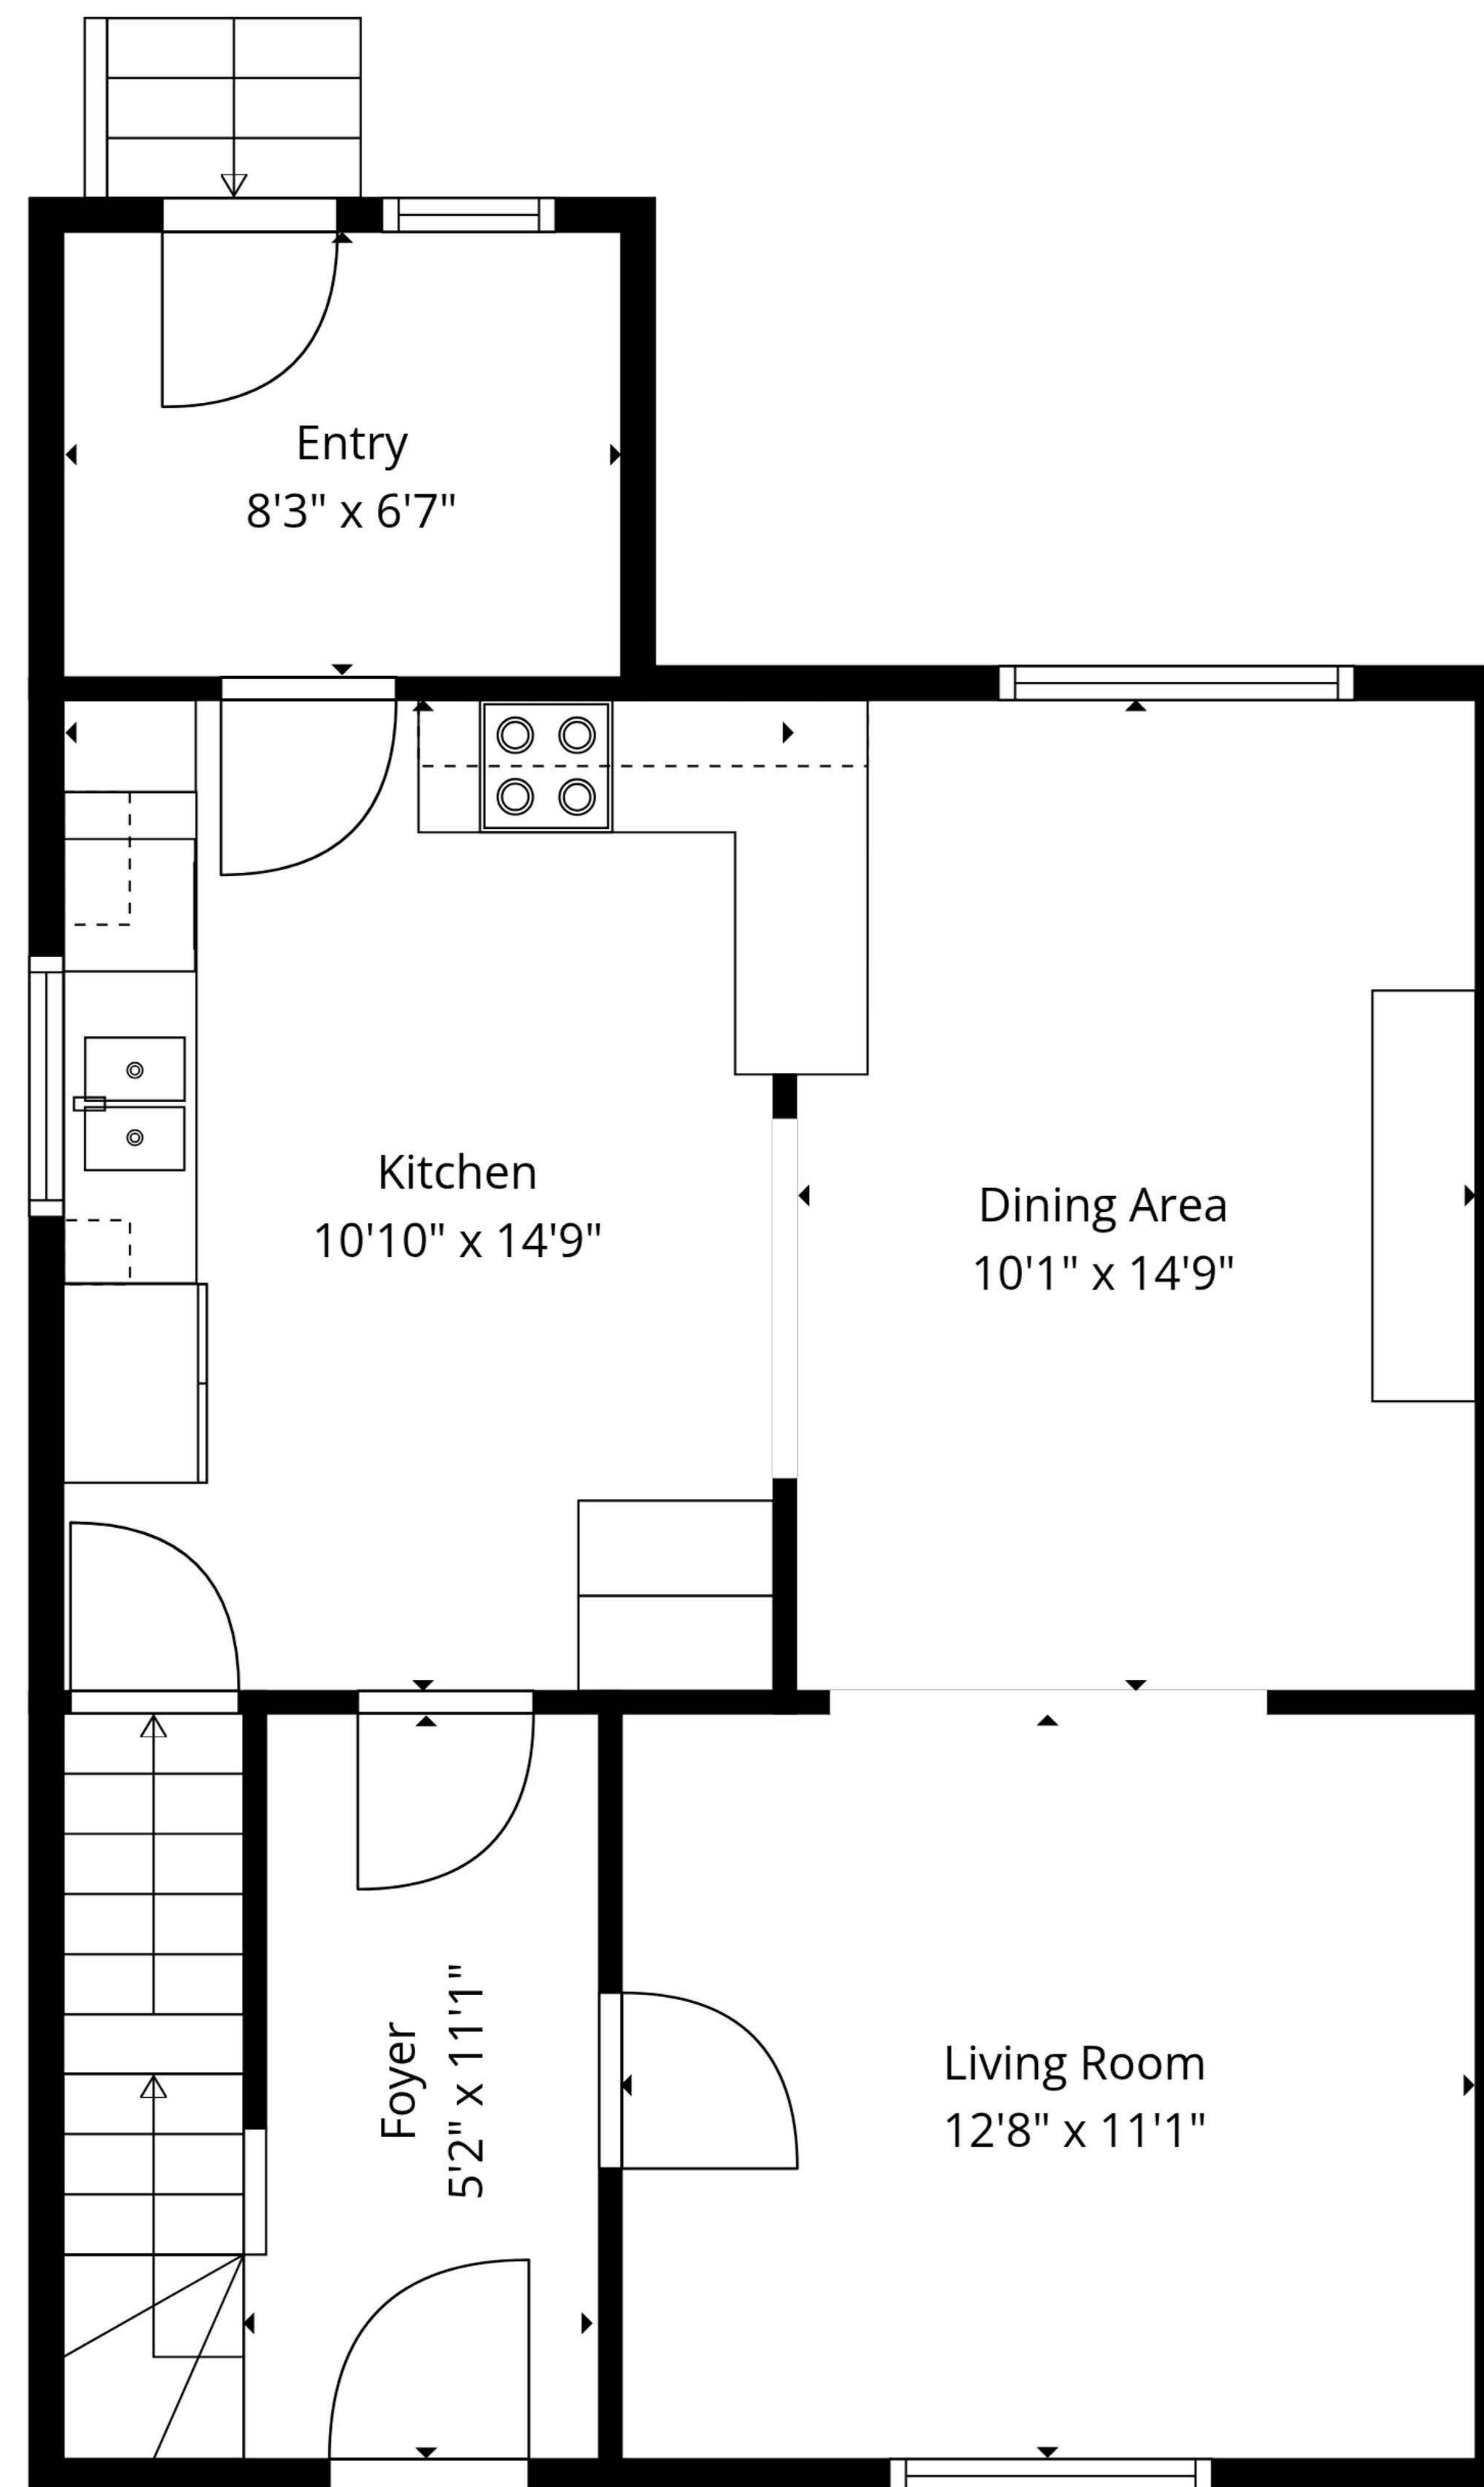 Entry
8'3" x 6'7"
Kitchen
10'10" x 14'9"
Dining Area
10'1" x 14'9"
Foyer
5'2" x 11'1"
Living Room
12'8" x 11'1"